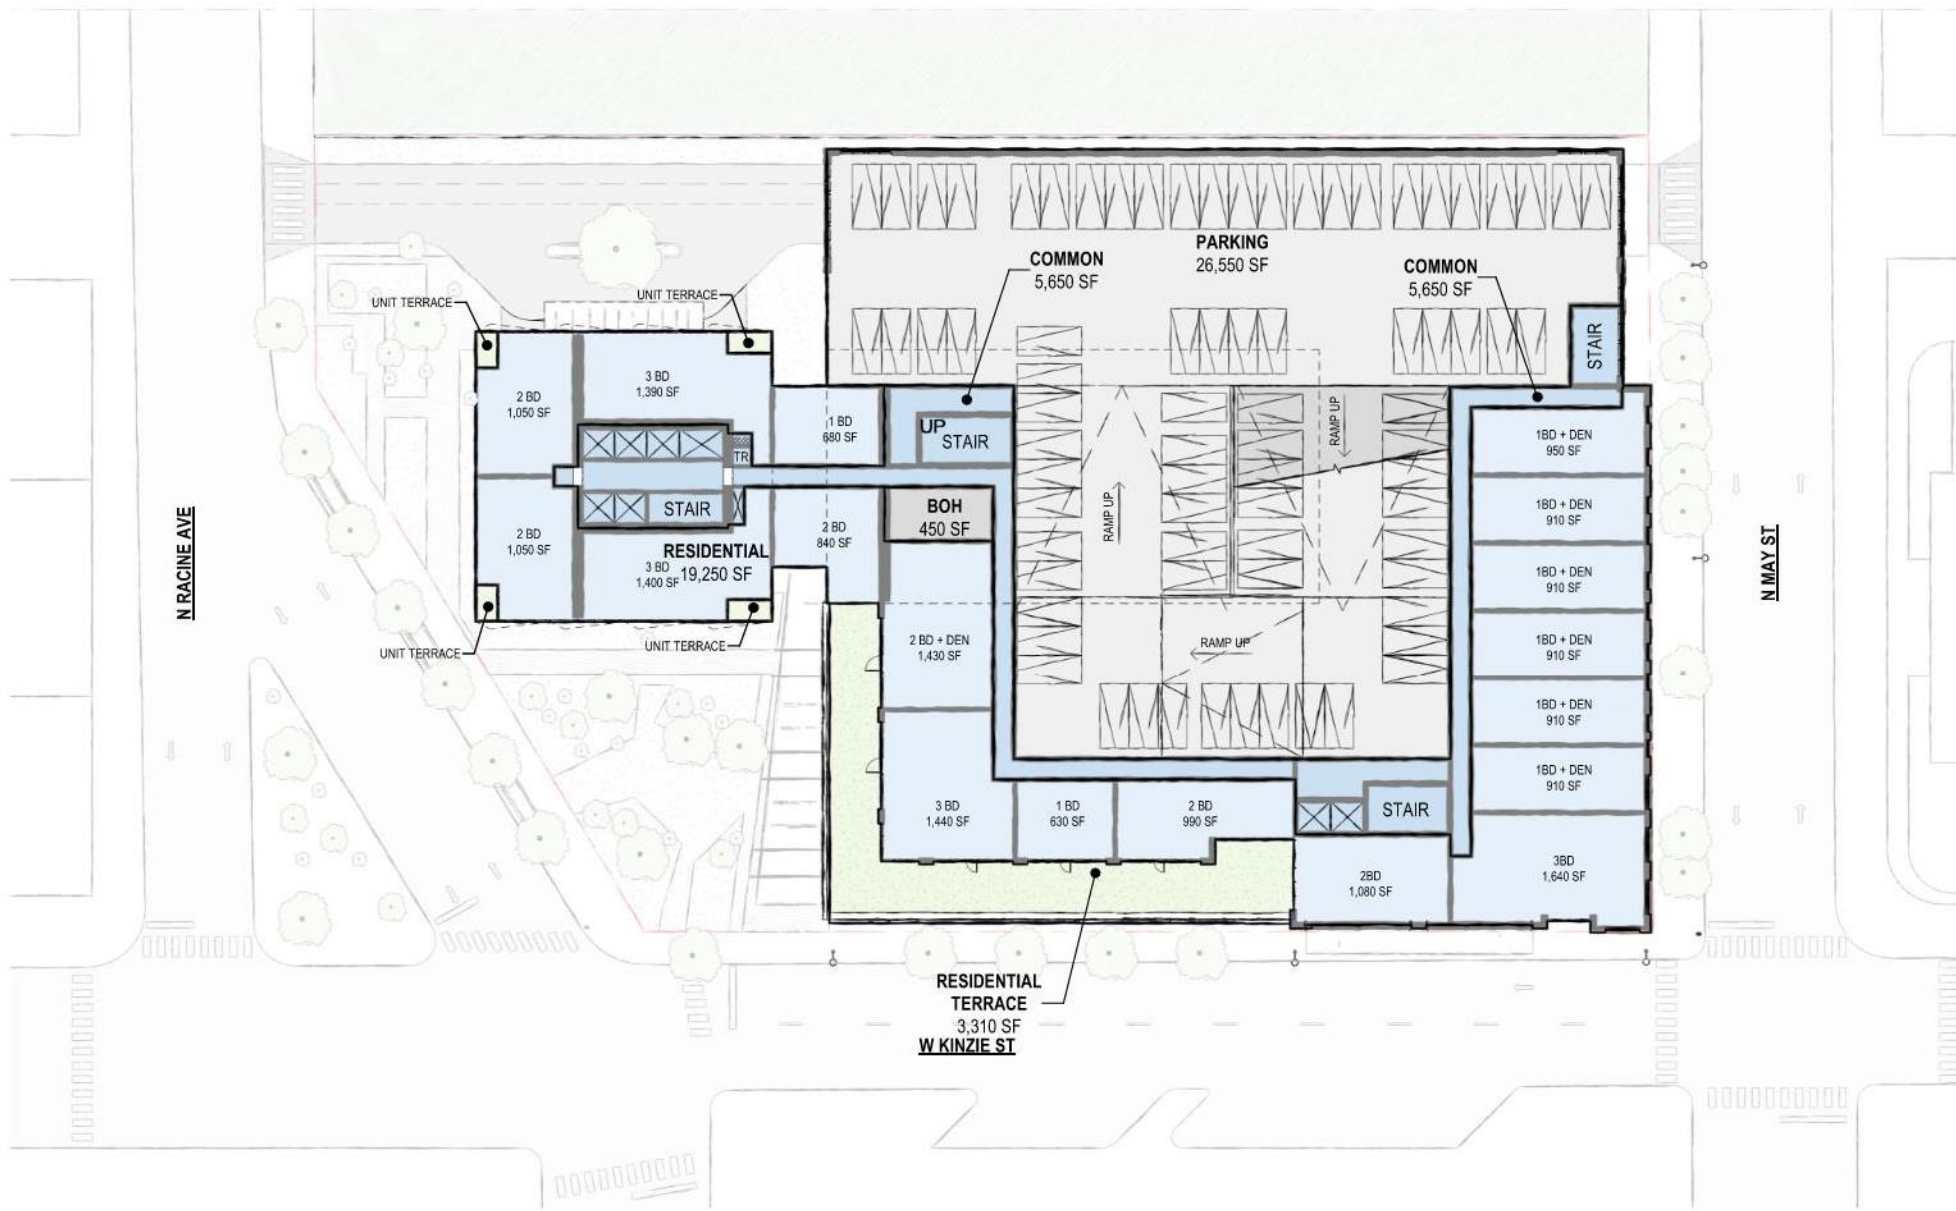 PARKING
26,550 SF
COMMON
5,650 SF
COMMON
5,650 SF
UNIT TERRACE
UNIT TERRACE
STAIR
2 BD
1,050 SF
3 BD
1,390 SF
1 BD
680 SF
UP
STAIR
TR
RAMP UP
RAMP UP
1BD + DEN
950 SF
STAIR
BOH
450 SF
1BD + DEN
910 SF
N RACINE AVE
N MAY ST
2 BD
1,050 SF
RESIDENTIAL
19,250 SF
3 BD
1,400 SF
2 BD
840 SF
1BD + DEN
910 SF
UNIT TERRACE
UNIT TERRACE
2 BD + DEN
1,430 SF
RAMP UP
1BD + DEN
910 SF
1BD + DEN
910 SF
1BD + DEN
910 SF
3 BD
1,440 SF
1 BD
630 SF
2 BD
990 SF
STAIR
2BD
1,080 SF
3BD
1,640 SF
RESIDENTIAL
TERRACE
3,310 SF
W KINZIE ST